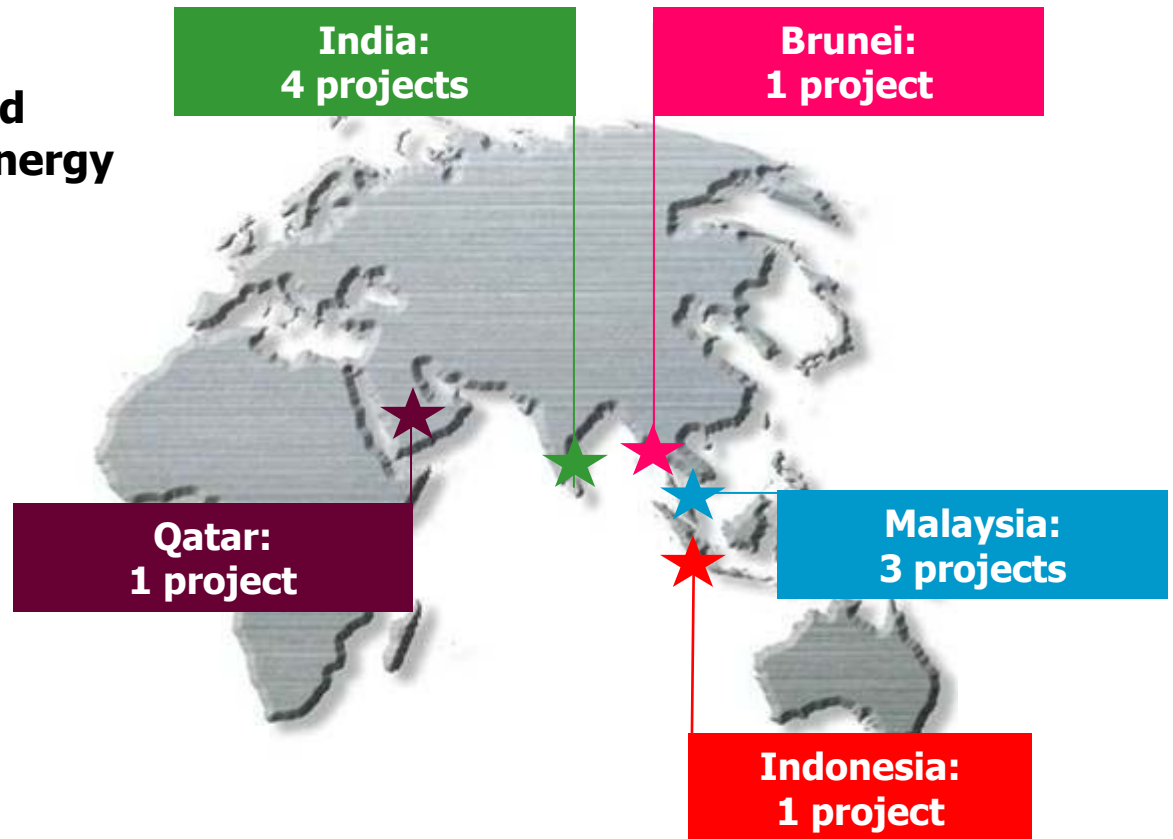 India:
4 projects
Brunei:
1 project
d
nergy
Qatar:
1 project
Malaysia:
3 projects
Indonesia:
1 project